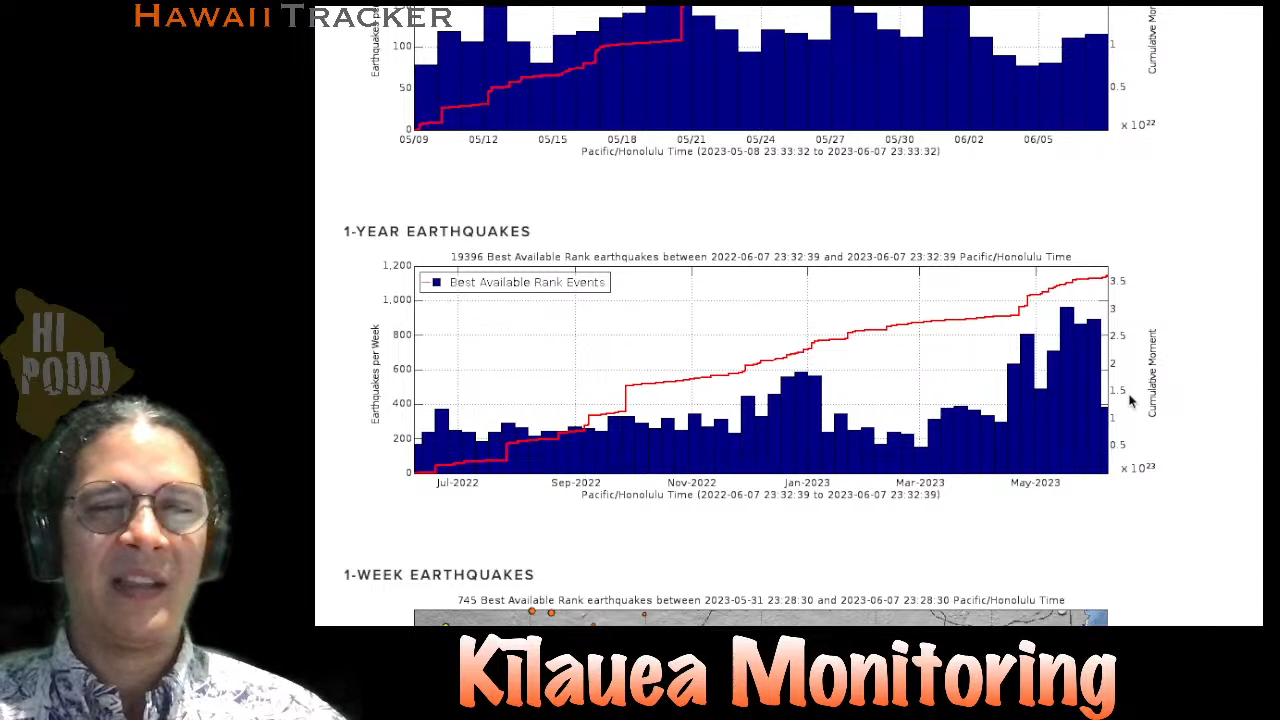 HAWAII TRACKER
Earthquakes pe
Cumulative Mor
100
50
0
1
0.5
x 10²²
05/09 05/12 05/15 05/18 05/21 05/24 05/27 05/30 06/02 06/05
Pacific/Honolulu Time (2023-05-08 23:33:32 to 2023-06-07 23:33:32)
1-YEAR EARTHQUAKES
19396 Best Available Rank earthquakes between 2022-06-07 23:32:39 and 2023-06-07 23:32:39 Pacific/Honolulu Time
Best Available Rank Events
Earthquakes per Week
1,200
1,000
800
600
400
200
0
3.5
3
2.5
2
1.5
1
0.5
x 10²³
Cumulative Moment
Jul-2022 Sep-2022 Nov-2022 Jan-2023 Mar-2023 May-2023
Pacific/Honolulu Time (2022-06-07 23:32:39 to 2023-06-07 23:32:39)
1-WEEK EARTHQUAKES
745 Best Available Rank earthquakes between 2023-05-31 23:28:30 and 2023-06-07 23:28:30 Pacific/Honolulu Time
HI
PODD
Kīlauea Monitoring